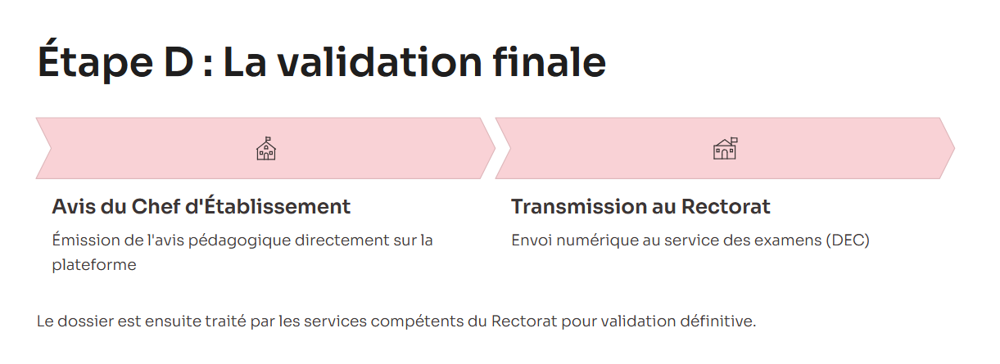 Étape D : La validation finale
Avis du Chef d'Établissement
Émission de l'avis pédagogique directement sur la
plateforme
Transmission au Rectorat
Envoi numérique au service des examens (DEC)
Le dossier est ensuite traité par les services compétents du Rectorat pour validation définitive.